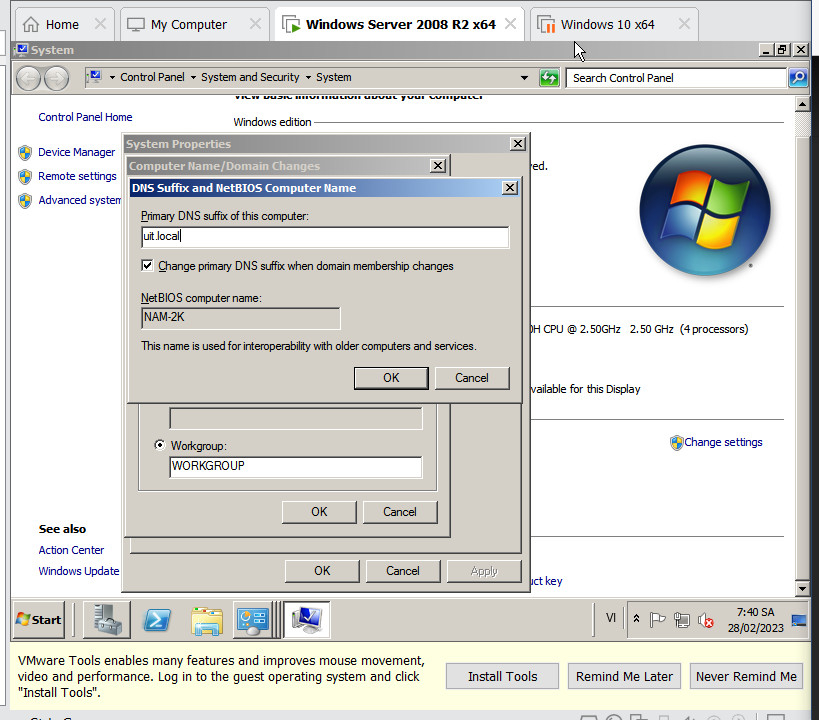 Home
My Computer
Windows Server 2008 R2 x64
Windows 10 x64
System
Control Panel
System and Security
System
Search Control Panel
Control Panel Home
View basic information about your computer
Windows edition
Device Manager
Remote settings
Advanced system
System Properties
Computer Name/Domain Changes
DNS Suffix and NetBIOS Computer Name
Primary DNS suffix of this computer:
uit.local
Change primary DNS suffix when domain membership changes
NetBIOS computer name:
NAM-2K
This name is used for interoperability with older computers and services.
OK Cancel
ved.
0H CPU @ 2.50GHz 2.50 GHz (4 processors)
vailable for this Display
Workgroup:
WORKGROUP
Change settings
OK Cancel
See also
Action Center
Windows Update
OK Cancel Apply
uct key
Start
VI
7:40 SA
28/02/2023
VMware Tools enables many features and improves mouse movement,
video and performance. Log in to the guest operating system and click
"Install Tools".
Install Tools
Remind Me Later
Never Remind Me